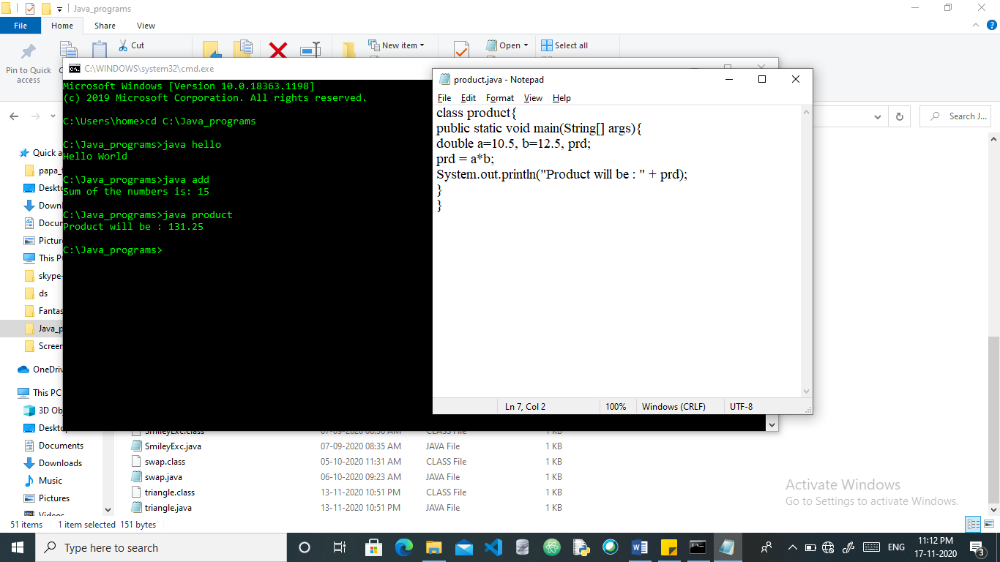 Java_programs
File
Home
Share
View
Pin to Quick
access
Cut
New item
Open
Select all
Search J...
C:\WINDOWS\system32\cmd.exe
Microsoft Windows [Version 10.0.18363.1198]
(c) 2019 Microsoft Corporation. All rights reserved.
C:\Users\home>cd C:\Java_programs
C:\Java_programs>java hello
Hello World
C:\Java_programs>java add
Sum of the numbers is: 15
C:\Java_programs>java product
Product will be : 131.25
C:\Java_programs>
product.java - Notepad
File Edit Format View Help
class product{
public static void main(String[] args){
double a=10.5, b=12.5, prd;
prd = a*b;
System.out.println("Product will be : " + prd);
}
}
Ln 7, Col 2
100%
Windows (CRLF)
UTF-8
Quick a
papa_
Deskto
Downl
Docun
Picture
This P
skype-
ds
Fantas
Java_p
Screen
OneDriv
This PC
3D Obj
Deskto
Documents
Downloads
Music
Pictures
Videos
SmileyExc.class 07-09-2020 08:36 AM CLASS File 1 KB
SmileyExc.java 07-09-2020 08:35 AM JAVA File 1 KB
swap.class 05-10-2020 11:31 AM CLASS File 1 KB
swap.java 06-10-2020 09:23 AM JAVA File 1 KB
triangle.class 13-11-2020 10:51 PM CLASS File 1 KB
triangle.java 13-11-2020 10:51 PM JAVA File 1 KB
Activate Windows
Go to Settings to activate Windows.
51 items 1 item selected 151 bytes
Type here to search
ENG
11:12 PM
17-11-2020
3